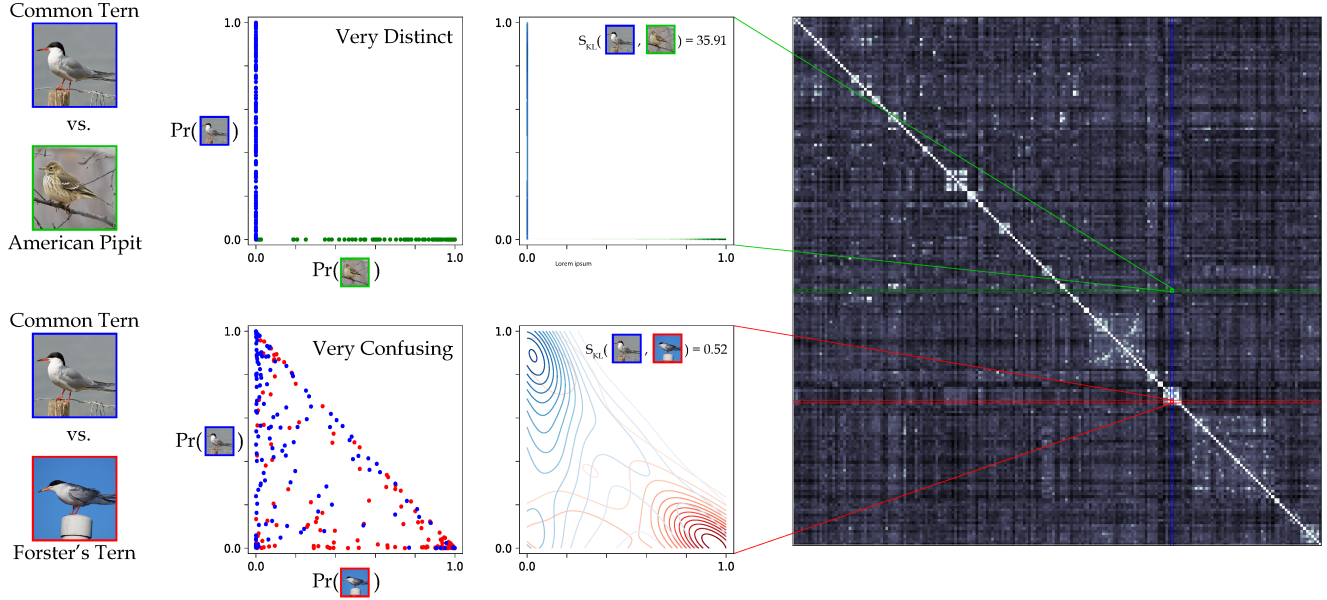 Common Tern
vs.
American Pipit
1.0
Very Distinct
Pr( )
0.0
0.0
Pr( )
1.0
1.0
S_KL( , ) = 35.91
0.0
0.0
1.0
Lorem ipsum
Common Tern
vs.
Forster's Tern
1.0
Very Confusing
Pr( )
0.0
0.0
Pr( )
1.0
1.0
S_KL( , ) = 0.52
0.0
0.0
1.0